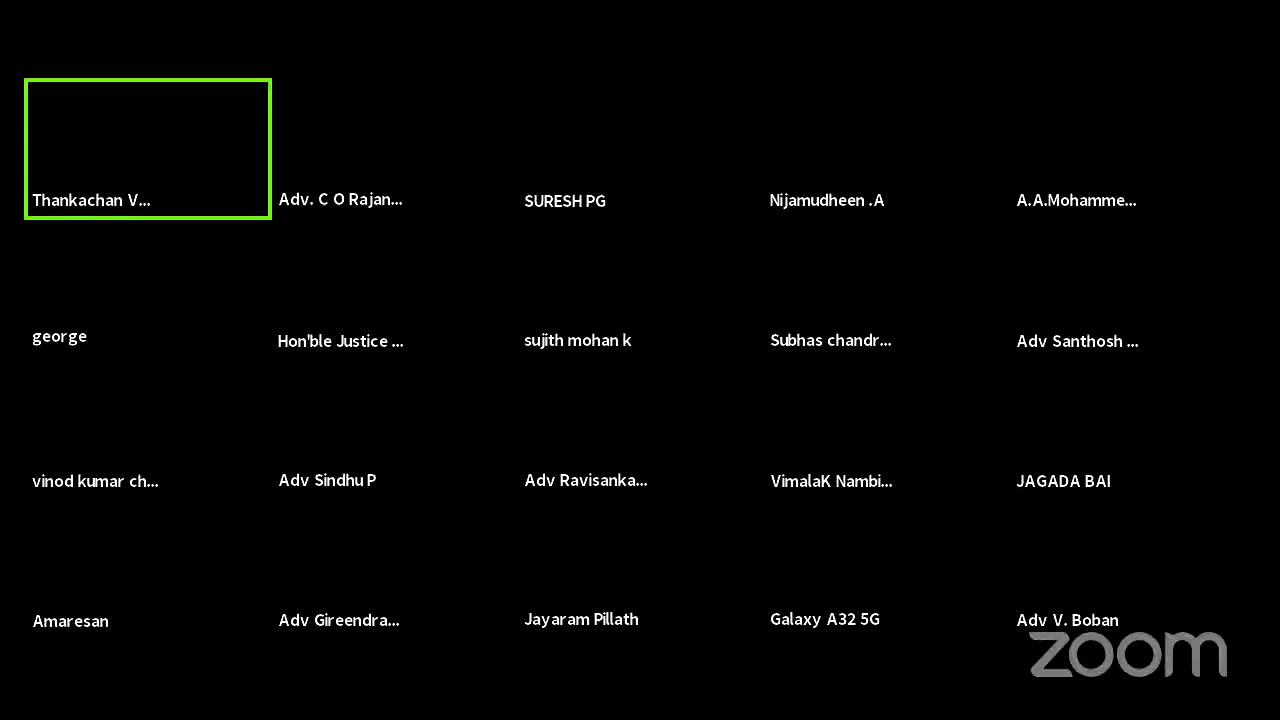 Thankachan V...
Adv. C O Rajan...
SURESH PG
Nijamudheen .A
A.A.Mohamme...
george
Hon'ble Justice ...
sujith mohan k
Subhas chandr...
Adv Santhosh ...
vinod kumar ch...
Adv Sindhu P
Adv Ravisanka...
VimalaK Nambi...
JAGADA BAI
Amaresan
Adv Gireendra...
Jayaram Pillath
Galaxy A32 5G
Adv V. Boban
zoom